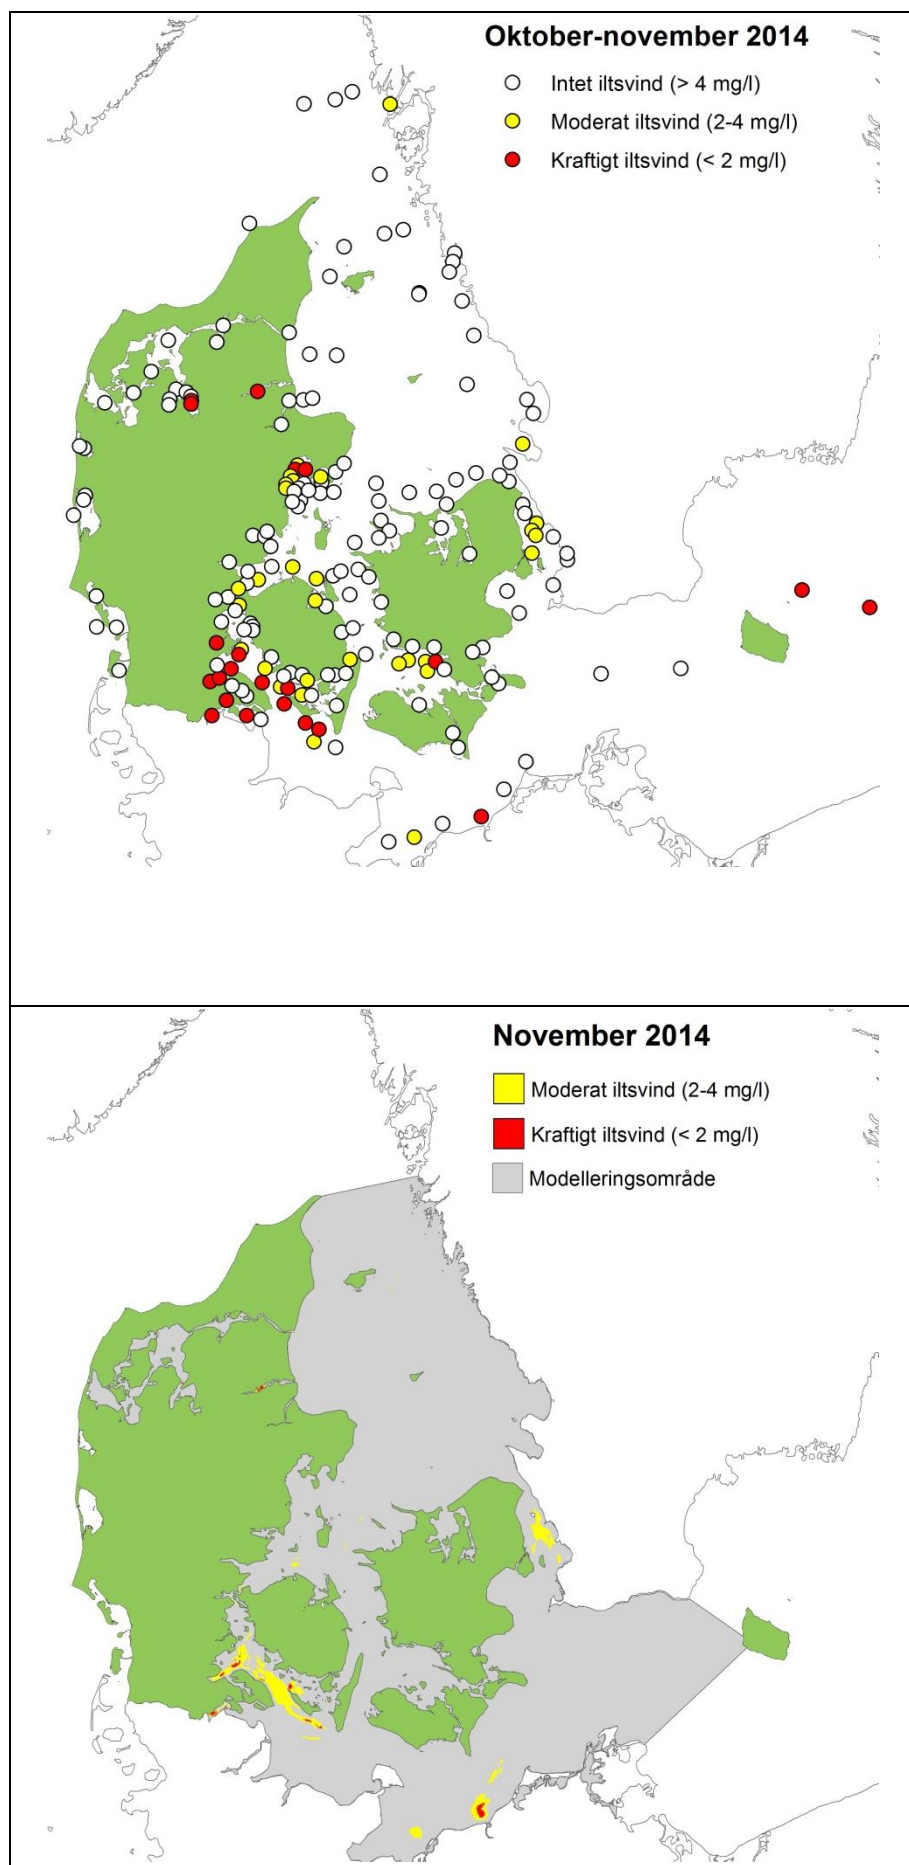 Oktober-november 2014
Intet iltsvind (> 4 mg/l)
Moderat iltsvind (2-4 mg/l)
Kraftigt iltsvind (< 2 mg/l)
November 2014
Moderat iltsvind (2-4 mg/l)
Kraftigt iltsvind (< 2 mg/l)
Modelleringsområde